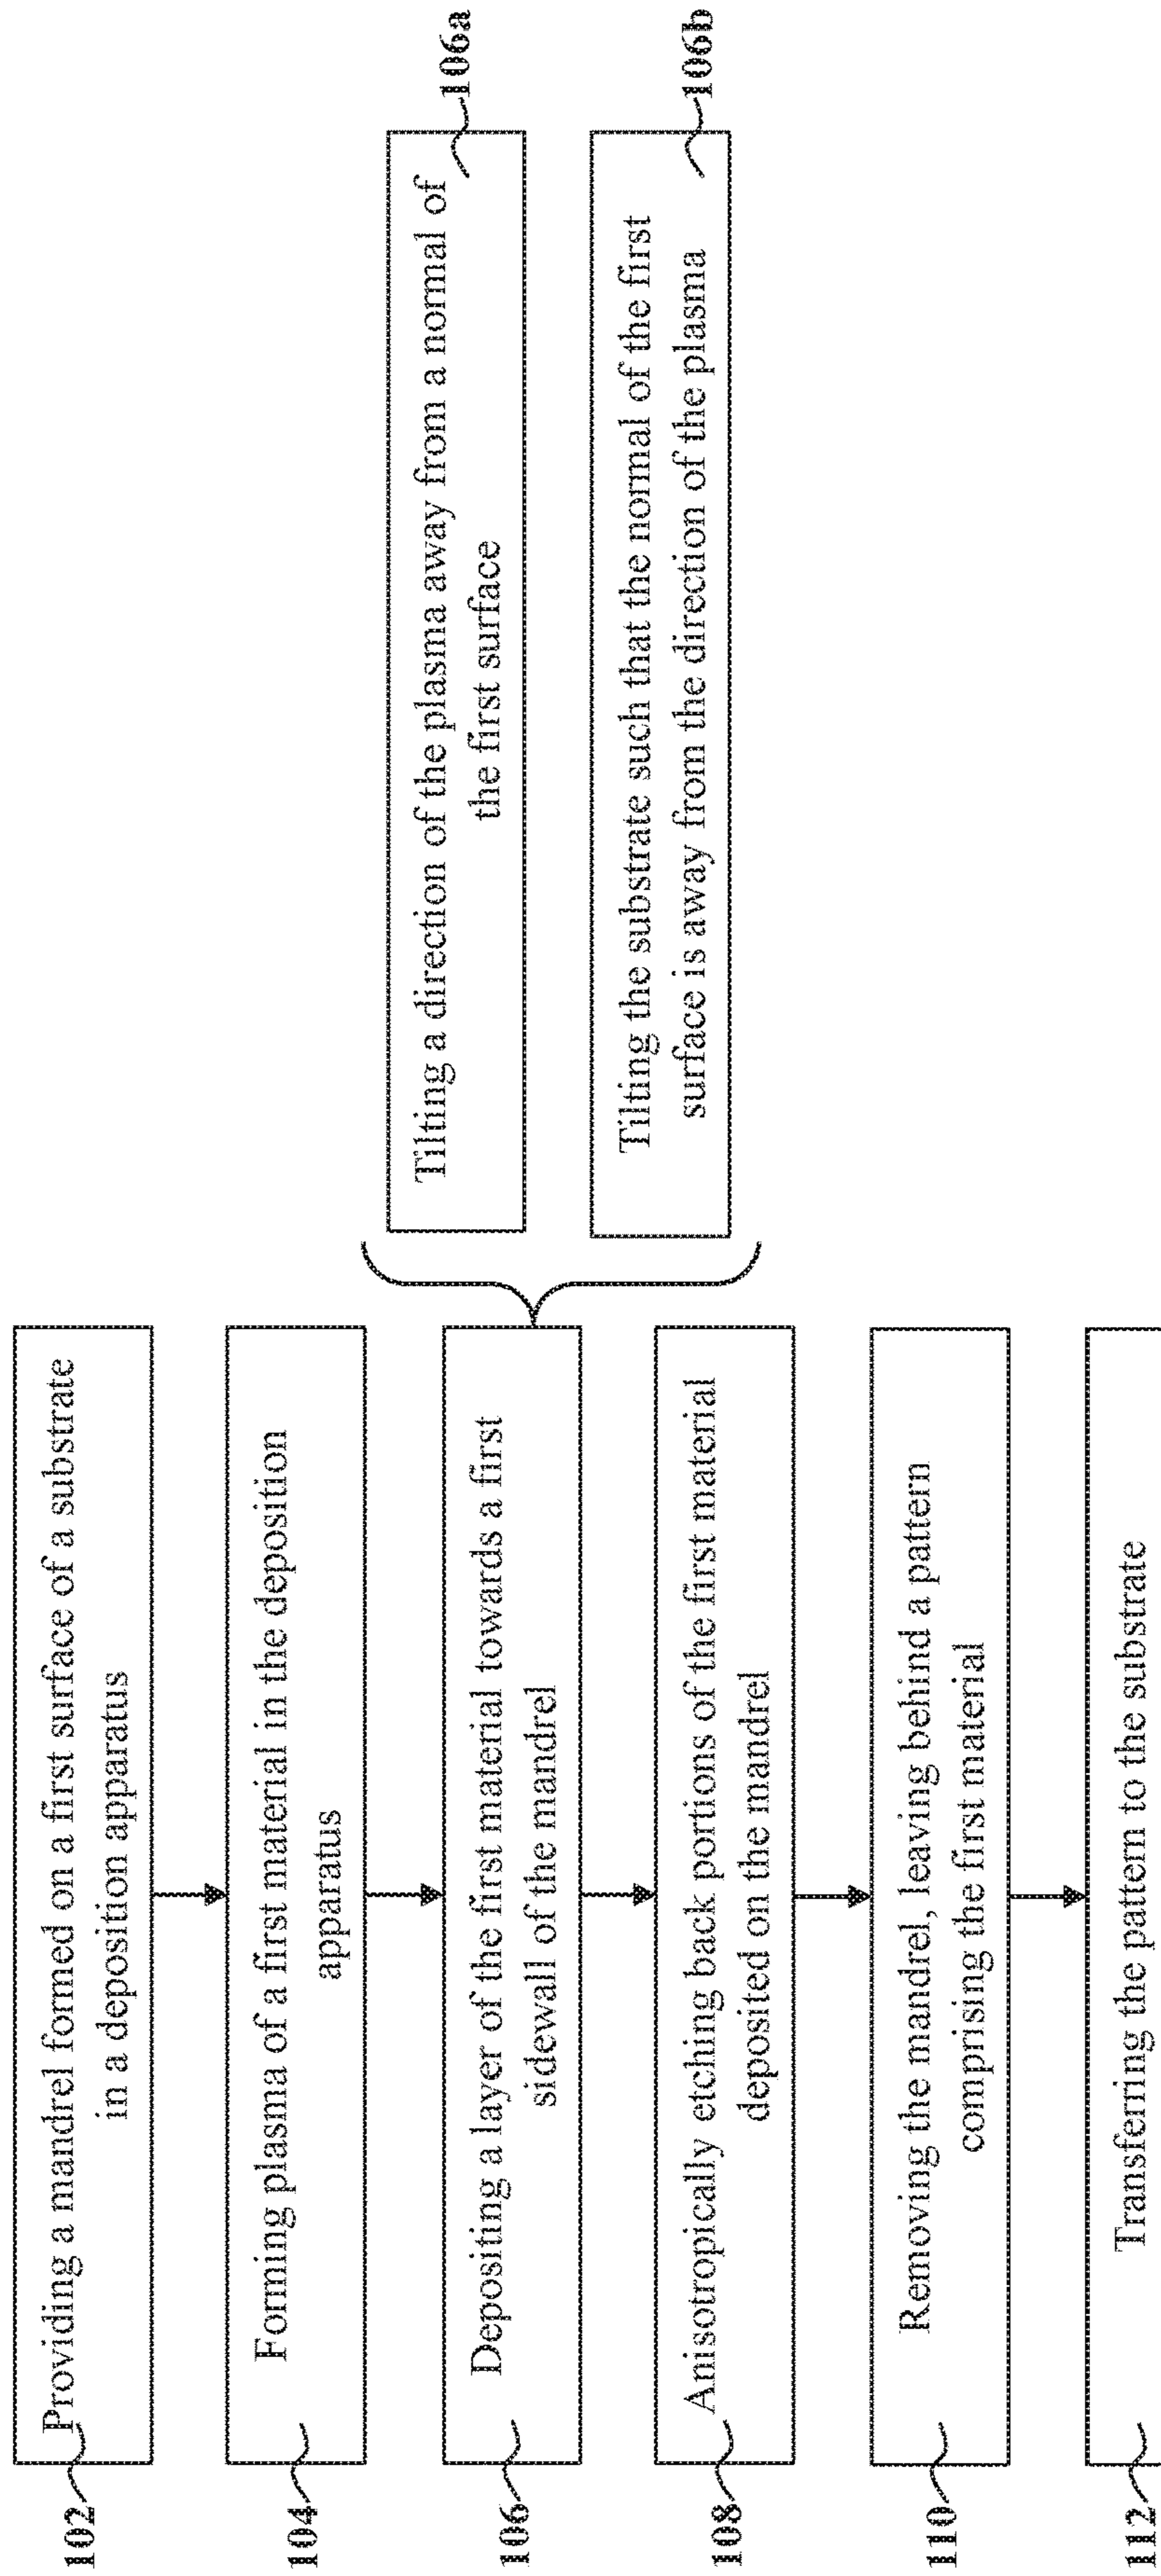 102
Providing a mandrel formed on a first surface of a substrate
in a deposition apparatus
104
Forming plasma of a first material in the deposition
apparatus
106
Depositing a layer of the first material towards a first
sidewall of the mandrel
106a
Tilting a direction of the plasma away from a normal of
the first surface
106b
Tilting the substrate such that the normal of the first
surface is away from the direction of the plasma
108
Anisotropically etching back portions of the first material
deposited on the mandrel
110
Removing the mandrel, leaving behind a pattern
comprising the first material
112
Transferring the pattern to the substrate